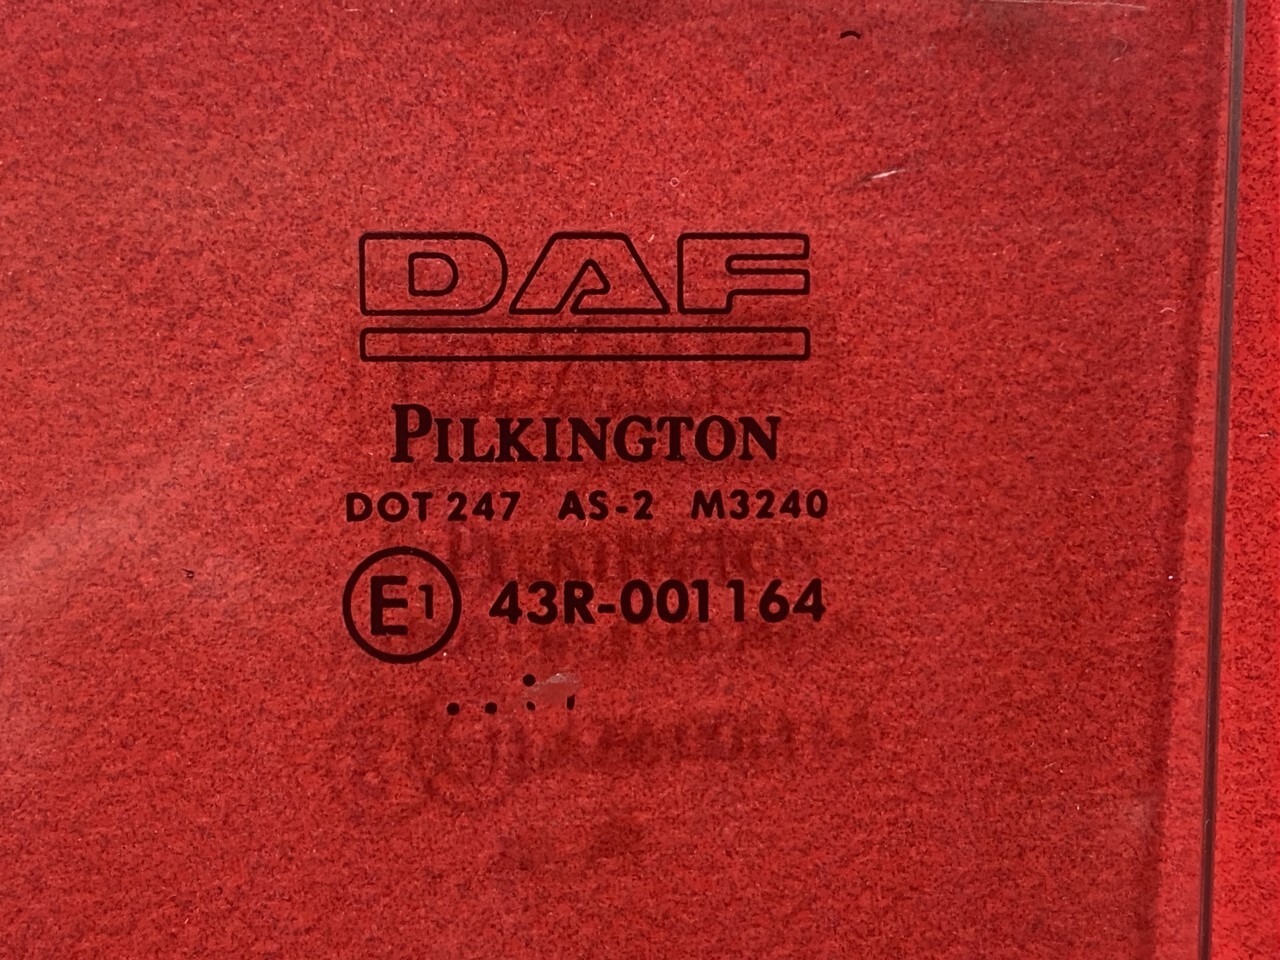 DAF
PILKINGTON
DOT 247 AS-2 M3240
E1 43R-001164